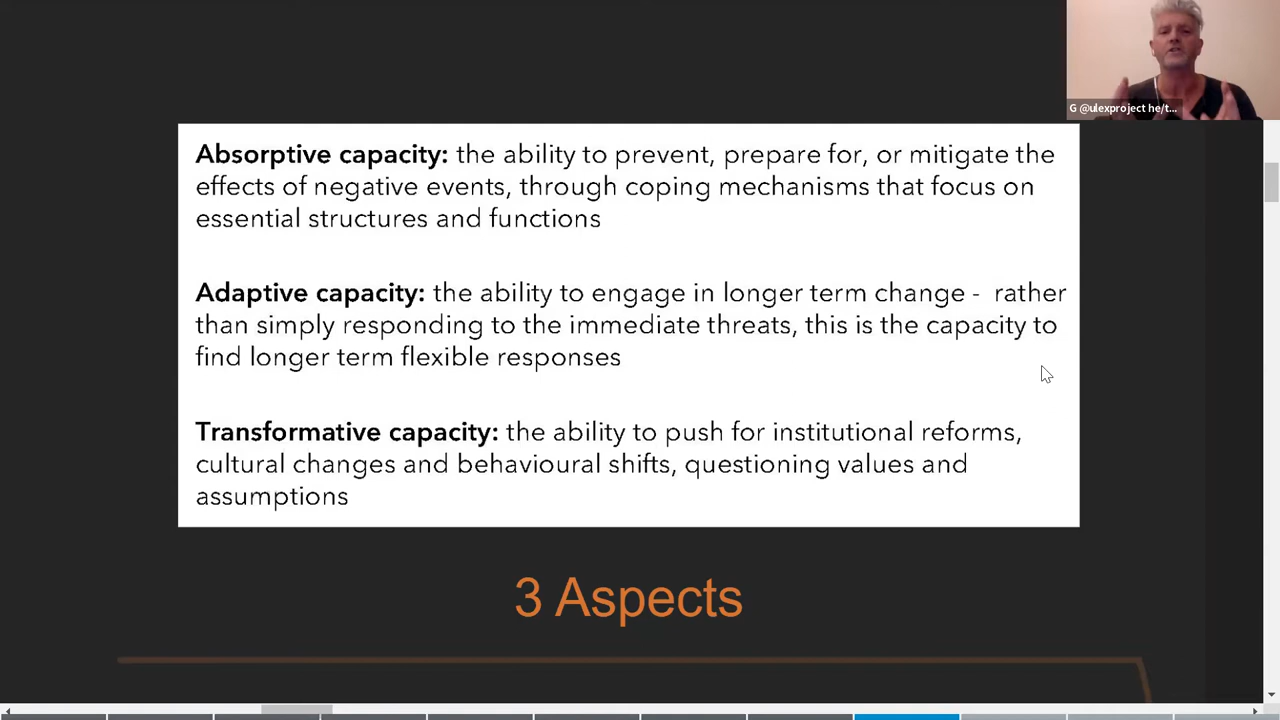 G @ulexproject he/t...
Absorptive capacity: the ability to prevent, prepare for, or mitigate the
effects of negative events, through coping mechanisms that focus on
essential structures and functions
Adaptive capacity: the ability to engage in longer term change - rather
than simply responding to the immediate threats, this is the capacity to
find longer term flexible responses
Transformative capacity: the ability to push for institutional reforms,
cultural changes and behavioural shifts, questioning values and
assumptions
3 Aspects